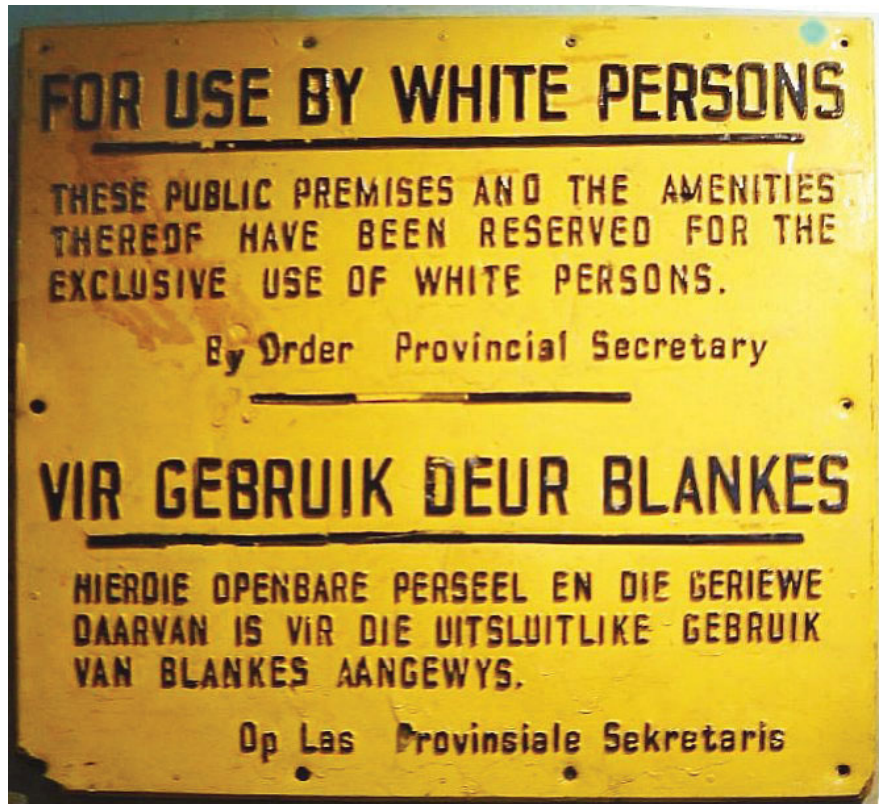 FOR USE BY WHITE PERSONS
THESE PUBLIC PREMISES AND THE AMENITIES
THEREOF HAVE BEEN RESERVED FOR THE
EXCLUSIVE USE OF WHITE PERSONS.
By Order Provincial Secretary
VIR GEBRUIK DEUR BLANKES
HIERDIE OPENBARE PERSEEL EN DIE GERIEWE
DAARVAN IS VIR DIE UITSLUITLIKE GEBRUIK
VAN BLANKES AANGEWYS.
Op Las Provinsiale Sekretaris